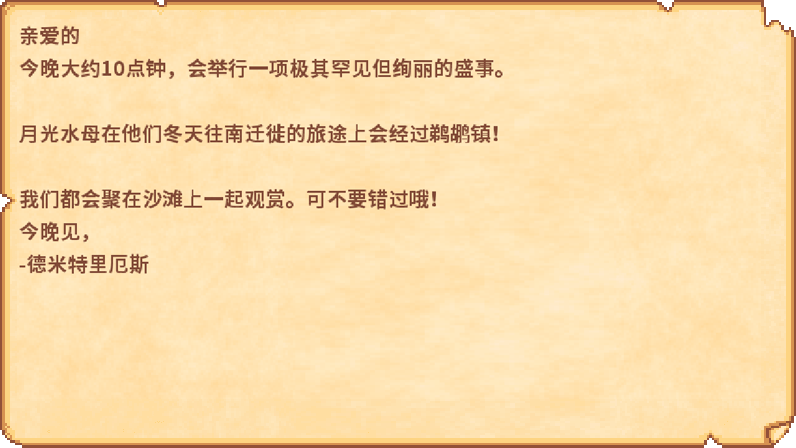 亲爱的
今晚大约10点钟，会举行一项极其罕见但绚丽的盛事。
月光水母在他们冬天往南迁徙的旅途上会经过鹈鹕镇！
我们都会聚在沙滩上一起观赏。可不要错过哦！
今晚见，
-德米特里厄斯